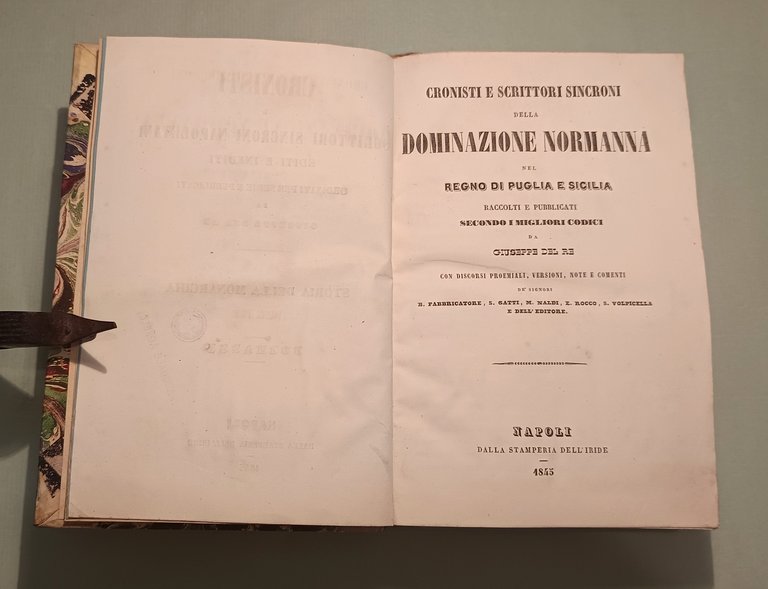 CRONISTI E SCRITTORI SINCRONI
DELLA
DOMINAZIONE NORMANNA
NEL
REGNO DI PUGLIA E SICILIA
RACCOLTI E PUBBLICATI
SECONDO I MIGLIORI CODICI
DA
GIUSEPPE DEL RE
CON DISCORSI PROEMIALI, VERSIONI, NOTE E COMENTI
DE' SIGNORI
B. FABBRICATORE, S. GATTI, M. NALDI, E. ROCCO, S. VOLPICELLA
E DELL'EDITORE.
NAPOLI
DALLA STAMPERIA DELL'IRIDE
1845